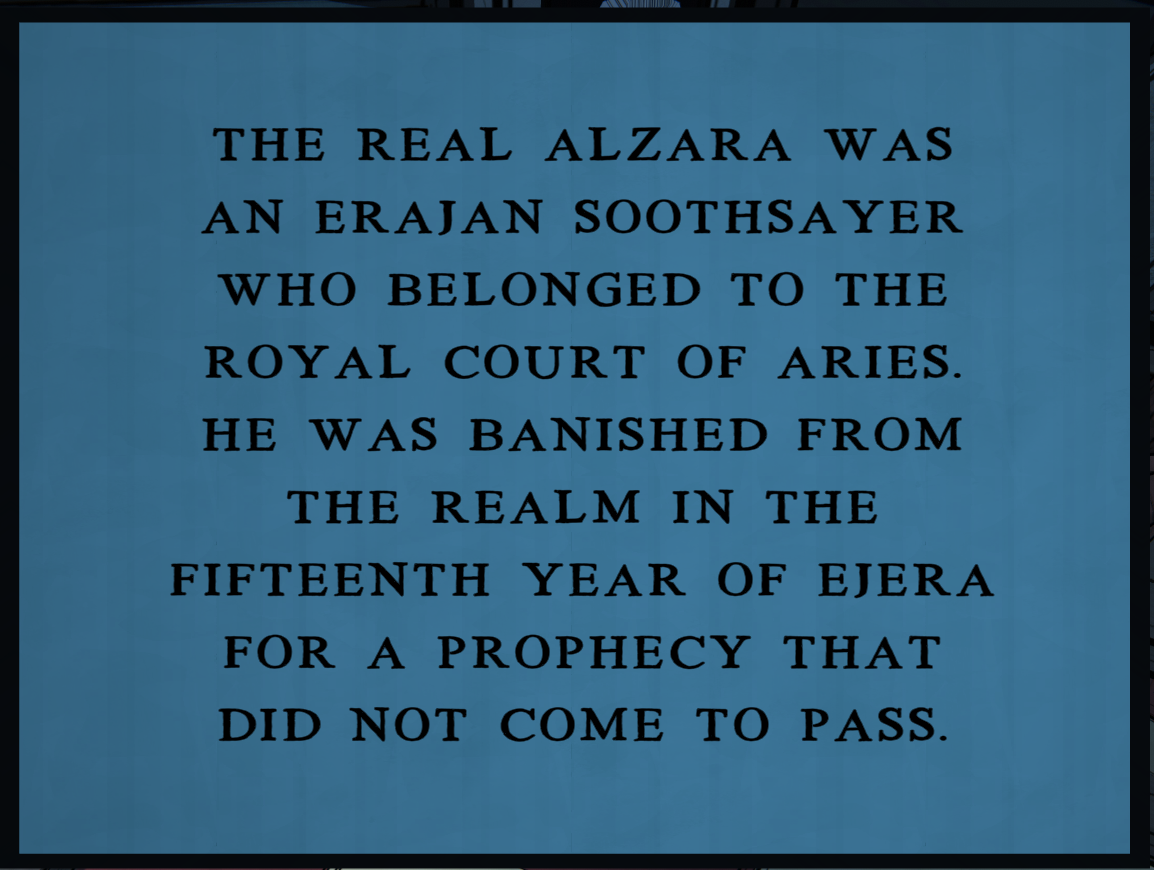 THE REAL ALZARA WAS
AN ERAJAN SOOTHSAYER
WHO BELONGED TO THE
ROYAL COURT OF ARIES.
HE WAS BANISHED FROM
THE REALM IN THE
FIFTEENTH YEAR OF EJERA
FOR A PROPHECY THAT
DID NOT COME TO PASS.